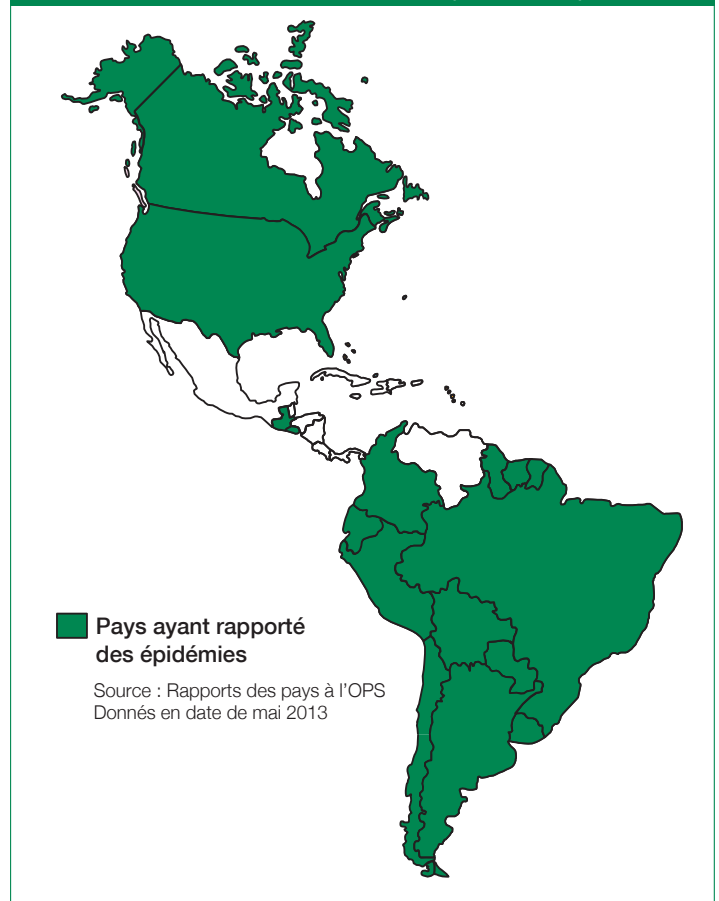 Pays ayant rapporté
des épidémies
Source : Rapports des pays à l’OPS
Donnés en date de mai 2013